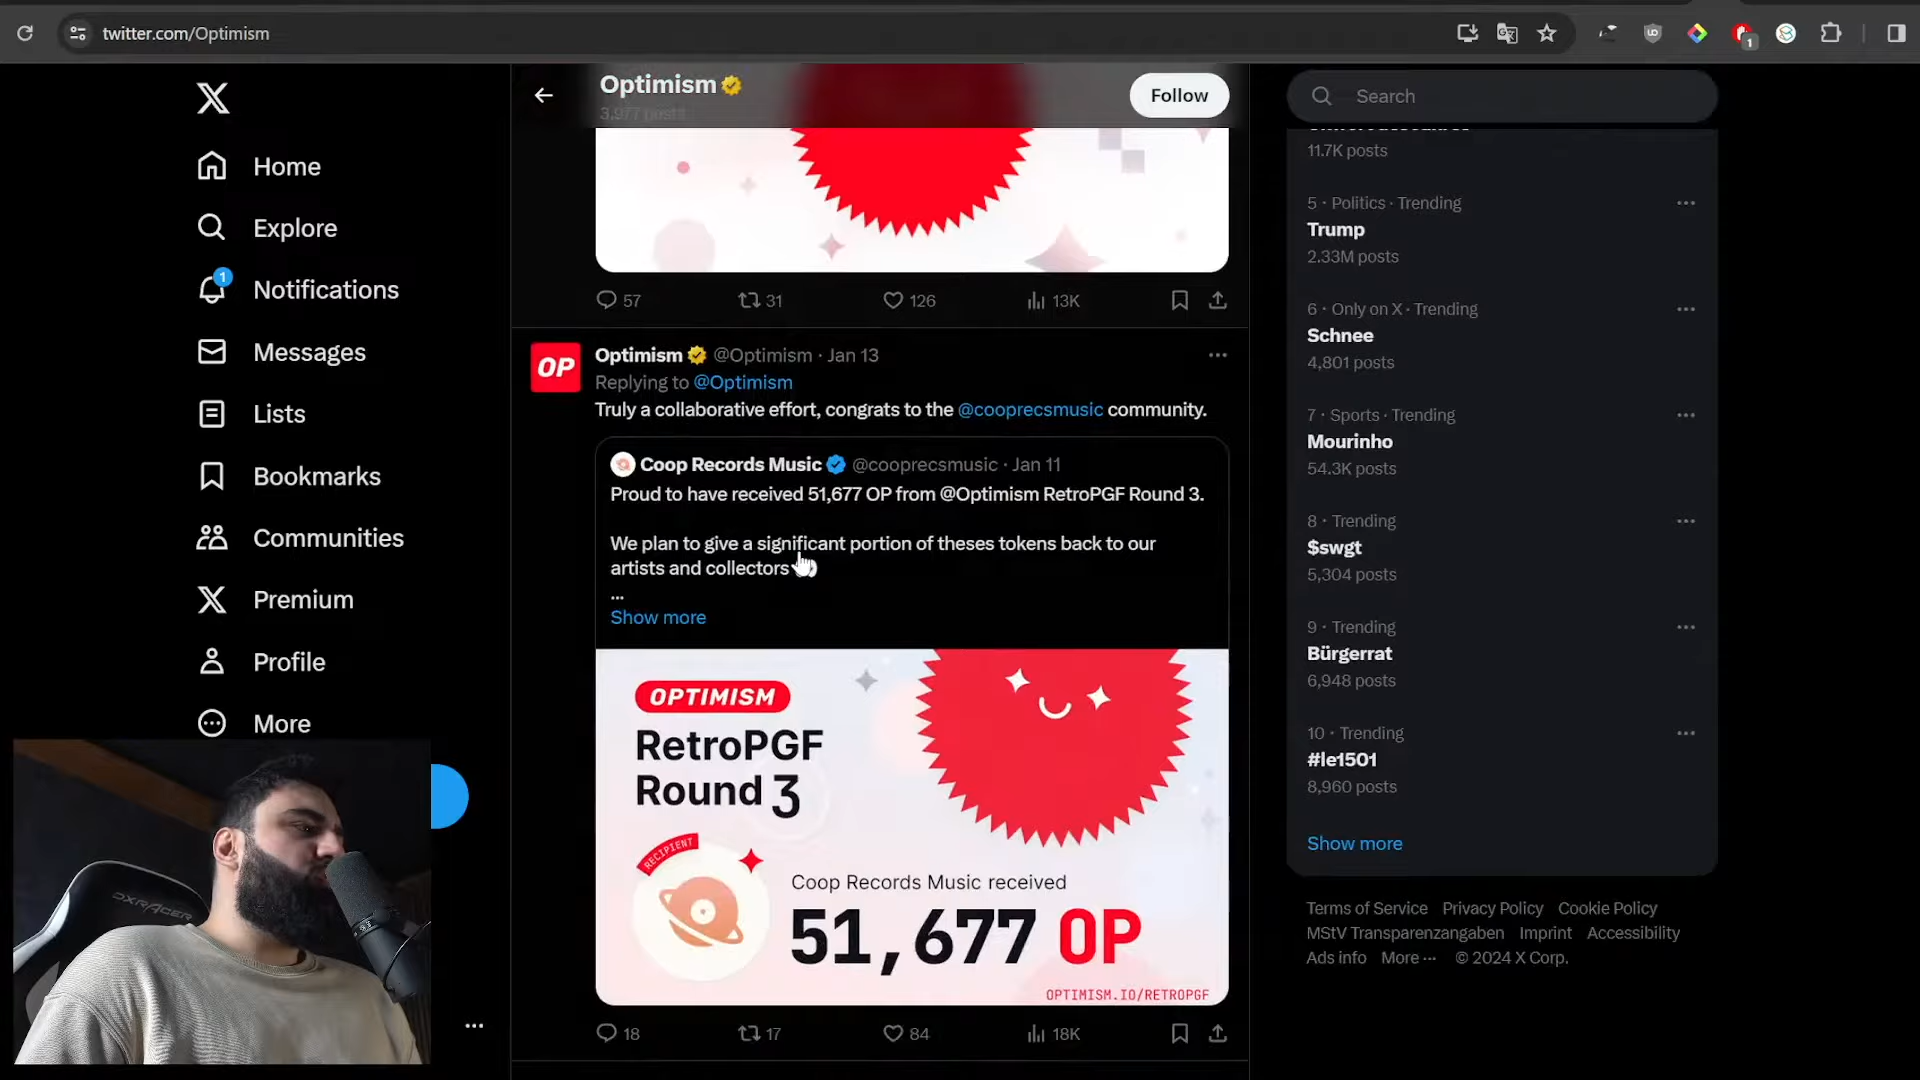 twitter.com/Optimism
1
Home
Explore
1
Notifications
Messages
Lists
Bookmarks
Communities
Premium
Profile
More
DXRACER
Optimism
3,977 posts
Follow
57
31
126
13K
OP
Optimism @Optimism · Jan 13
Replying to @Optimism
Truly a collaborative effort, congrats to the @cooprecsmusic community.
Coop Records Music @cooprecsmusic · Jan 11
Proud to have received 51,677 OP from @Optimism RetroPGF Round 3.
We plan to give a significant portion of theses tokens back to our
artists and collectors
...
Show more
OPTIMISM
RetroPGF
Round 3
RECIPIENT
Coop Records Music received
51,677 OP
OPTIMISM.IO/RETROPGF
18
17
84
18K
Search
11.7K posts
5 · Politics · Trending
Trump
2.33M posts
6 · Only on X · Trending
Schnee
4,801 posts
7 · Sports · Trending
Mourinho
54.3K posts
8 · Trending
$swgt
5,304 posts
9 · Trending
Bürgerrat
6,948 posts
10 · Trending
#le1501
8,960 posts
Show more
Terms of Service Privacy Policy Cookie Policy
MStV Transparenzangaben Imprint Accessibility
Ads info More ··· © 2024 X Corp.